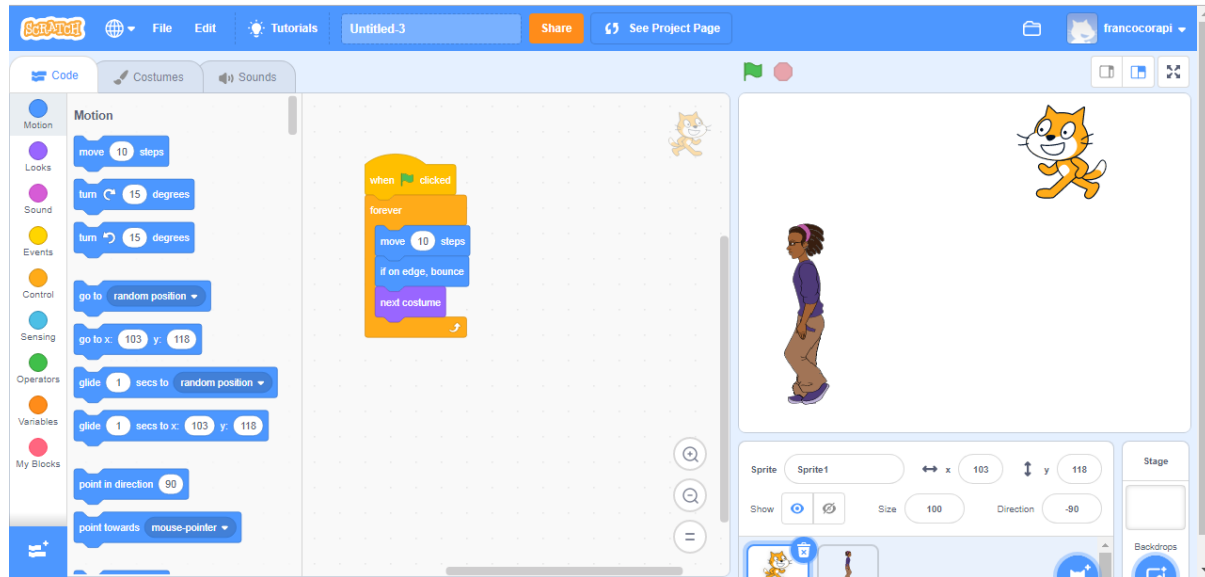 SCRATCH File Edit Tutorials Untitled-3 Share See Project Page francocorapi
Code Costumes Sounds
Motion
Looks
Sound
Events
Control
Sensing
Operators
Variables
My Blocks
Motion
move 10 steps
turn 15 degrees
turn 15 degrees
go to random position
go to x: 103 y: 118
glide 1 secs to random position
glide 1 secs to x: 103 y: 118
point in direction 90
point towards mouse-pointer
when clicked
forever
move 10 steps
if on edge, bounce
next costume
Sprite Sprite1 x 103 y 118
Show Size 100 Direction -90
Stage
Backdrops